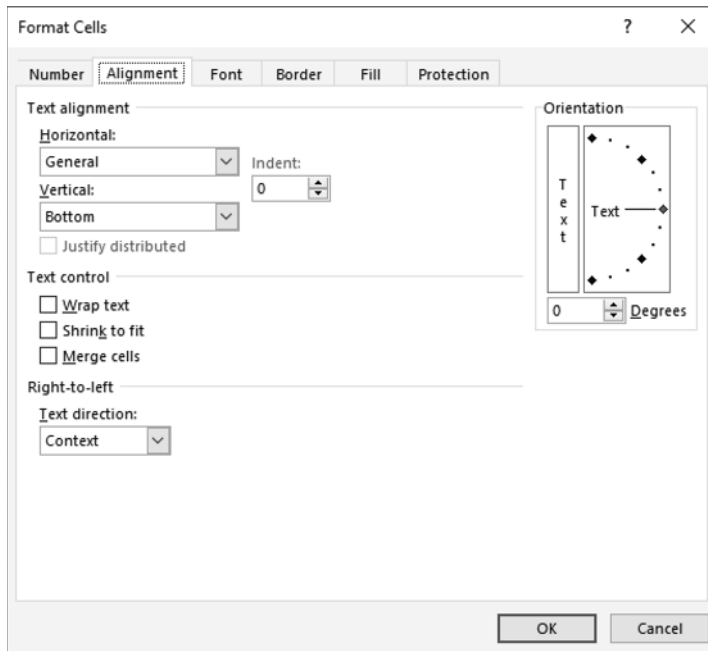 Format Cells ?
Number Alignment Font Border Fill Protection
Text alignment
Horizontal:
General
Indent:
0
Vertical:
Bottom
Justify distributed
Text control
Wrap text
Shrink to fit
Merge cells
Right-to-left
Text direction:
Context
Orientation
Text
Text
0 Degrees
OK Cancel